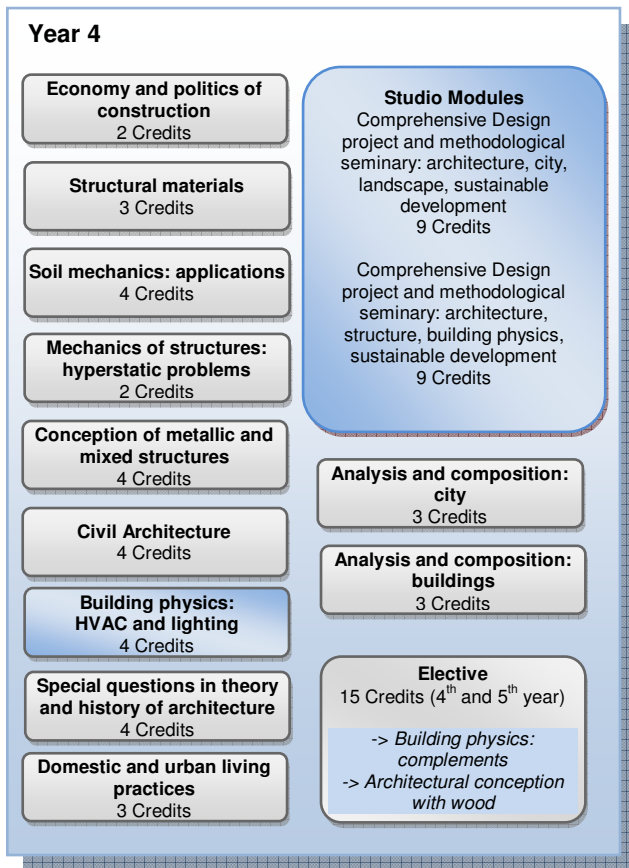 Year 4
Economy and politics of
construction
2 Credits
Structural materials
3 Credits
Soil mechanics: applications
4 Credits
Mechanics of structures:
hyperstatic problems
2 Credits
Conception of metallic and
mixed structures
4 Credits
Civil Architecture
4 Credits
Building physics:
HVAC and lighting
4 Credits
Special questions in theory
and history of architecture
4 Credits
Domestic and urban living
practices
3 Credits
Studio Modules
Comprehensive Design
project and methodological
seminary: architecture, city,
landscape, sustainable
development
9 Credits
Comprehensive Design
project and methodological
seminary: architecture,
structure, building physics,
sustainable development
9 Credits
Analysis and composition:
city
3 Credits
Analysis and composition:
buildings
3 Credits
Elective
15 Credits (4th and 5th year)
-> Building physics:
complements
-> Architectural conception
with wood